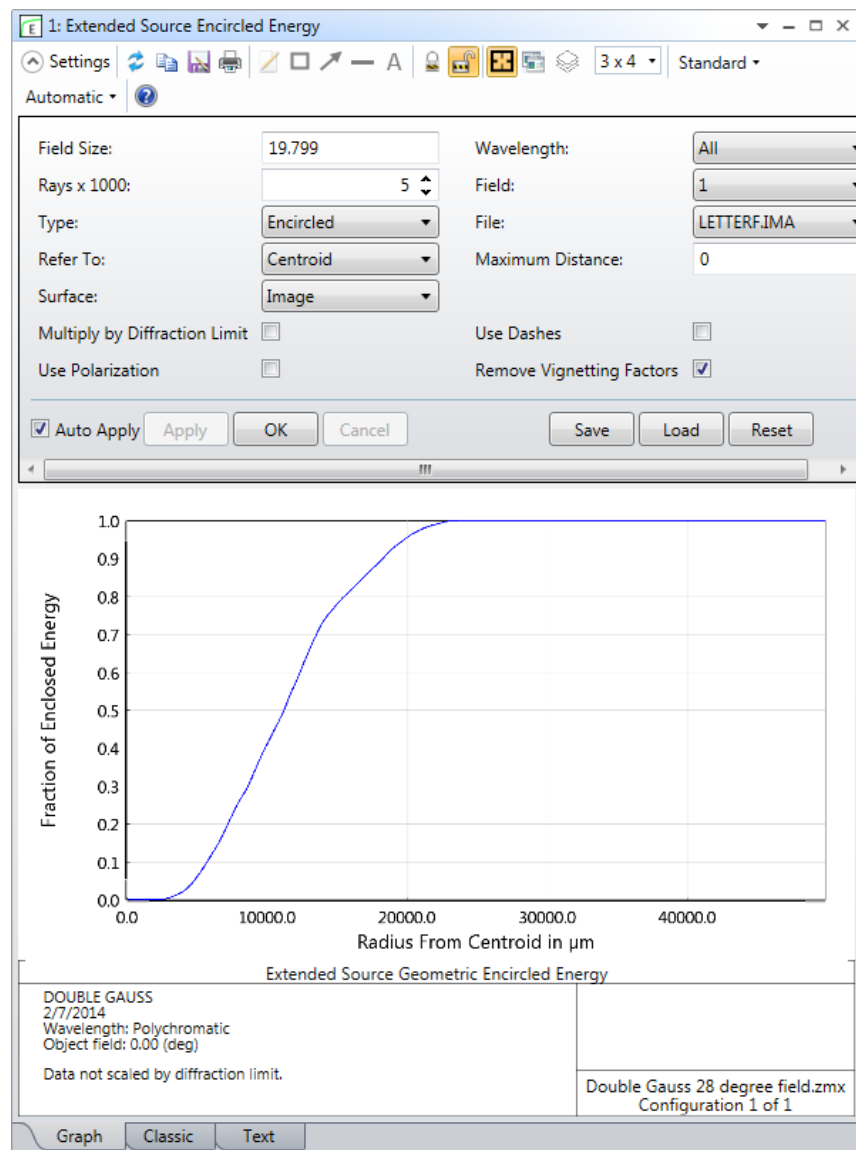 1: Extended Source Encircled Energy
Settings A 3 x 4 Standard
Automatic
Field Size: 19.799 Wavelength: All
Rays x 1000: 5 Field: 1
Type: Encircled File: LETTERF.IMA
Refer To: Centroid Maximum Distance: 0
Surface: Image
Multiply by Diffraction Limit Use Dashes
Use Polarization Remove Vignetting Factors
Auto Apply Apply OK Cancel Save Load Reset
1.0
0.9
0.8
0.7
0.6
0.5
0.4
0.3
0.2
0.1
0.0
Fraction of Enclosed Energy
0.0 10000.0 20000.0 30000.0 40000.0
Radius From Centroid in µm
Extended Source Geometric Encircled Energy
DOUBLE GAUSS
2/7/2014
Wavelength: Polychromatic
Object field: 0.00 (deg)
Data not scaled by diffraction limit.
Double Gauss 28 degree field.zmx
Configuration 1 of 1
Graph Classic Text